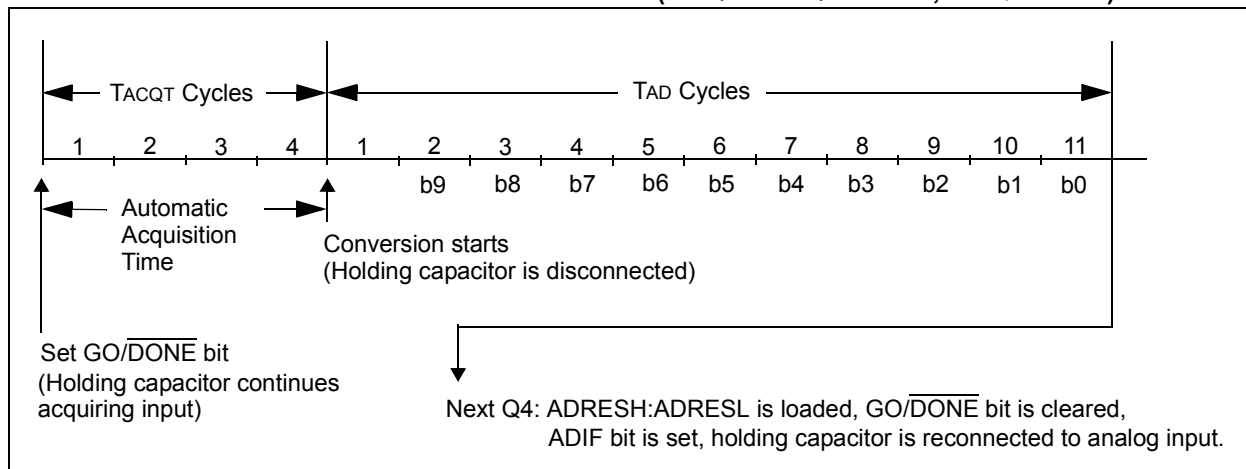 TACQT Cycles
TAD Cycles
1 2 3 4 1 2 3 4 5 6 7 8 9 10 11
b9 b8 b7 b6 b5 b4 b3 b2 b1 b0
Automatic
Acquisition
Time
Conversion starts
(Holding capacitor is disconnected)
Set GO/DONE bit
(Holding capacitor continues
acquiring input)
Next Q4: ADRESH:ADRESL is loaded, GO/DONE bit is cleared,
ADIF bit is set, holding capacitor is reconnected to analog input.